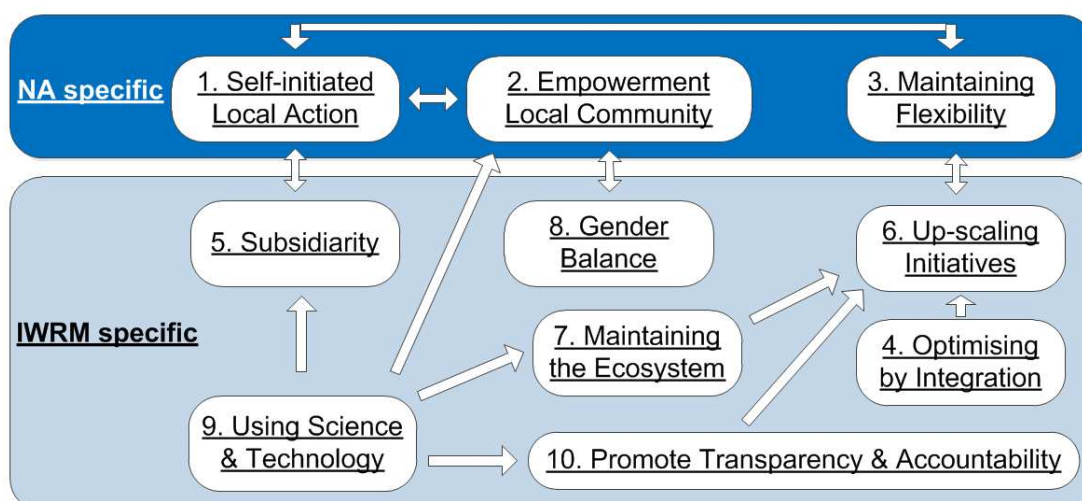 NA specific
1. Self-initiated
Local Action
2. Empowerment
Local Community
3. Maintaining
Flexibility
IWRM specific
5. Subsidiarity
8. Gender
Balance
6. Up-scaling
Initiatives
7. Maintaining
the Ecosystem
4. Optimising
by Integration
9. Using Science
& Technology
10. Promote Transparency & Accountability